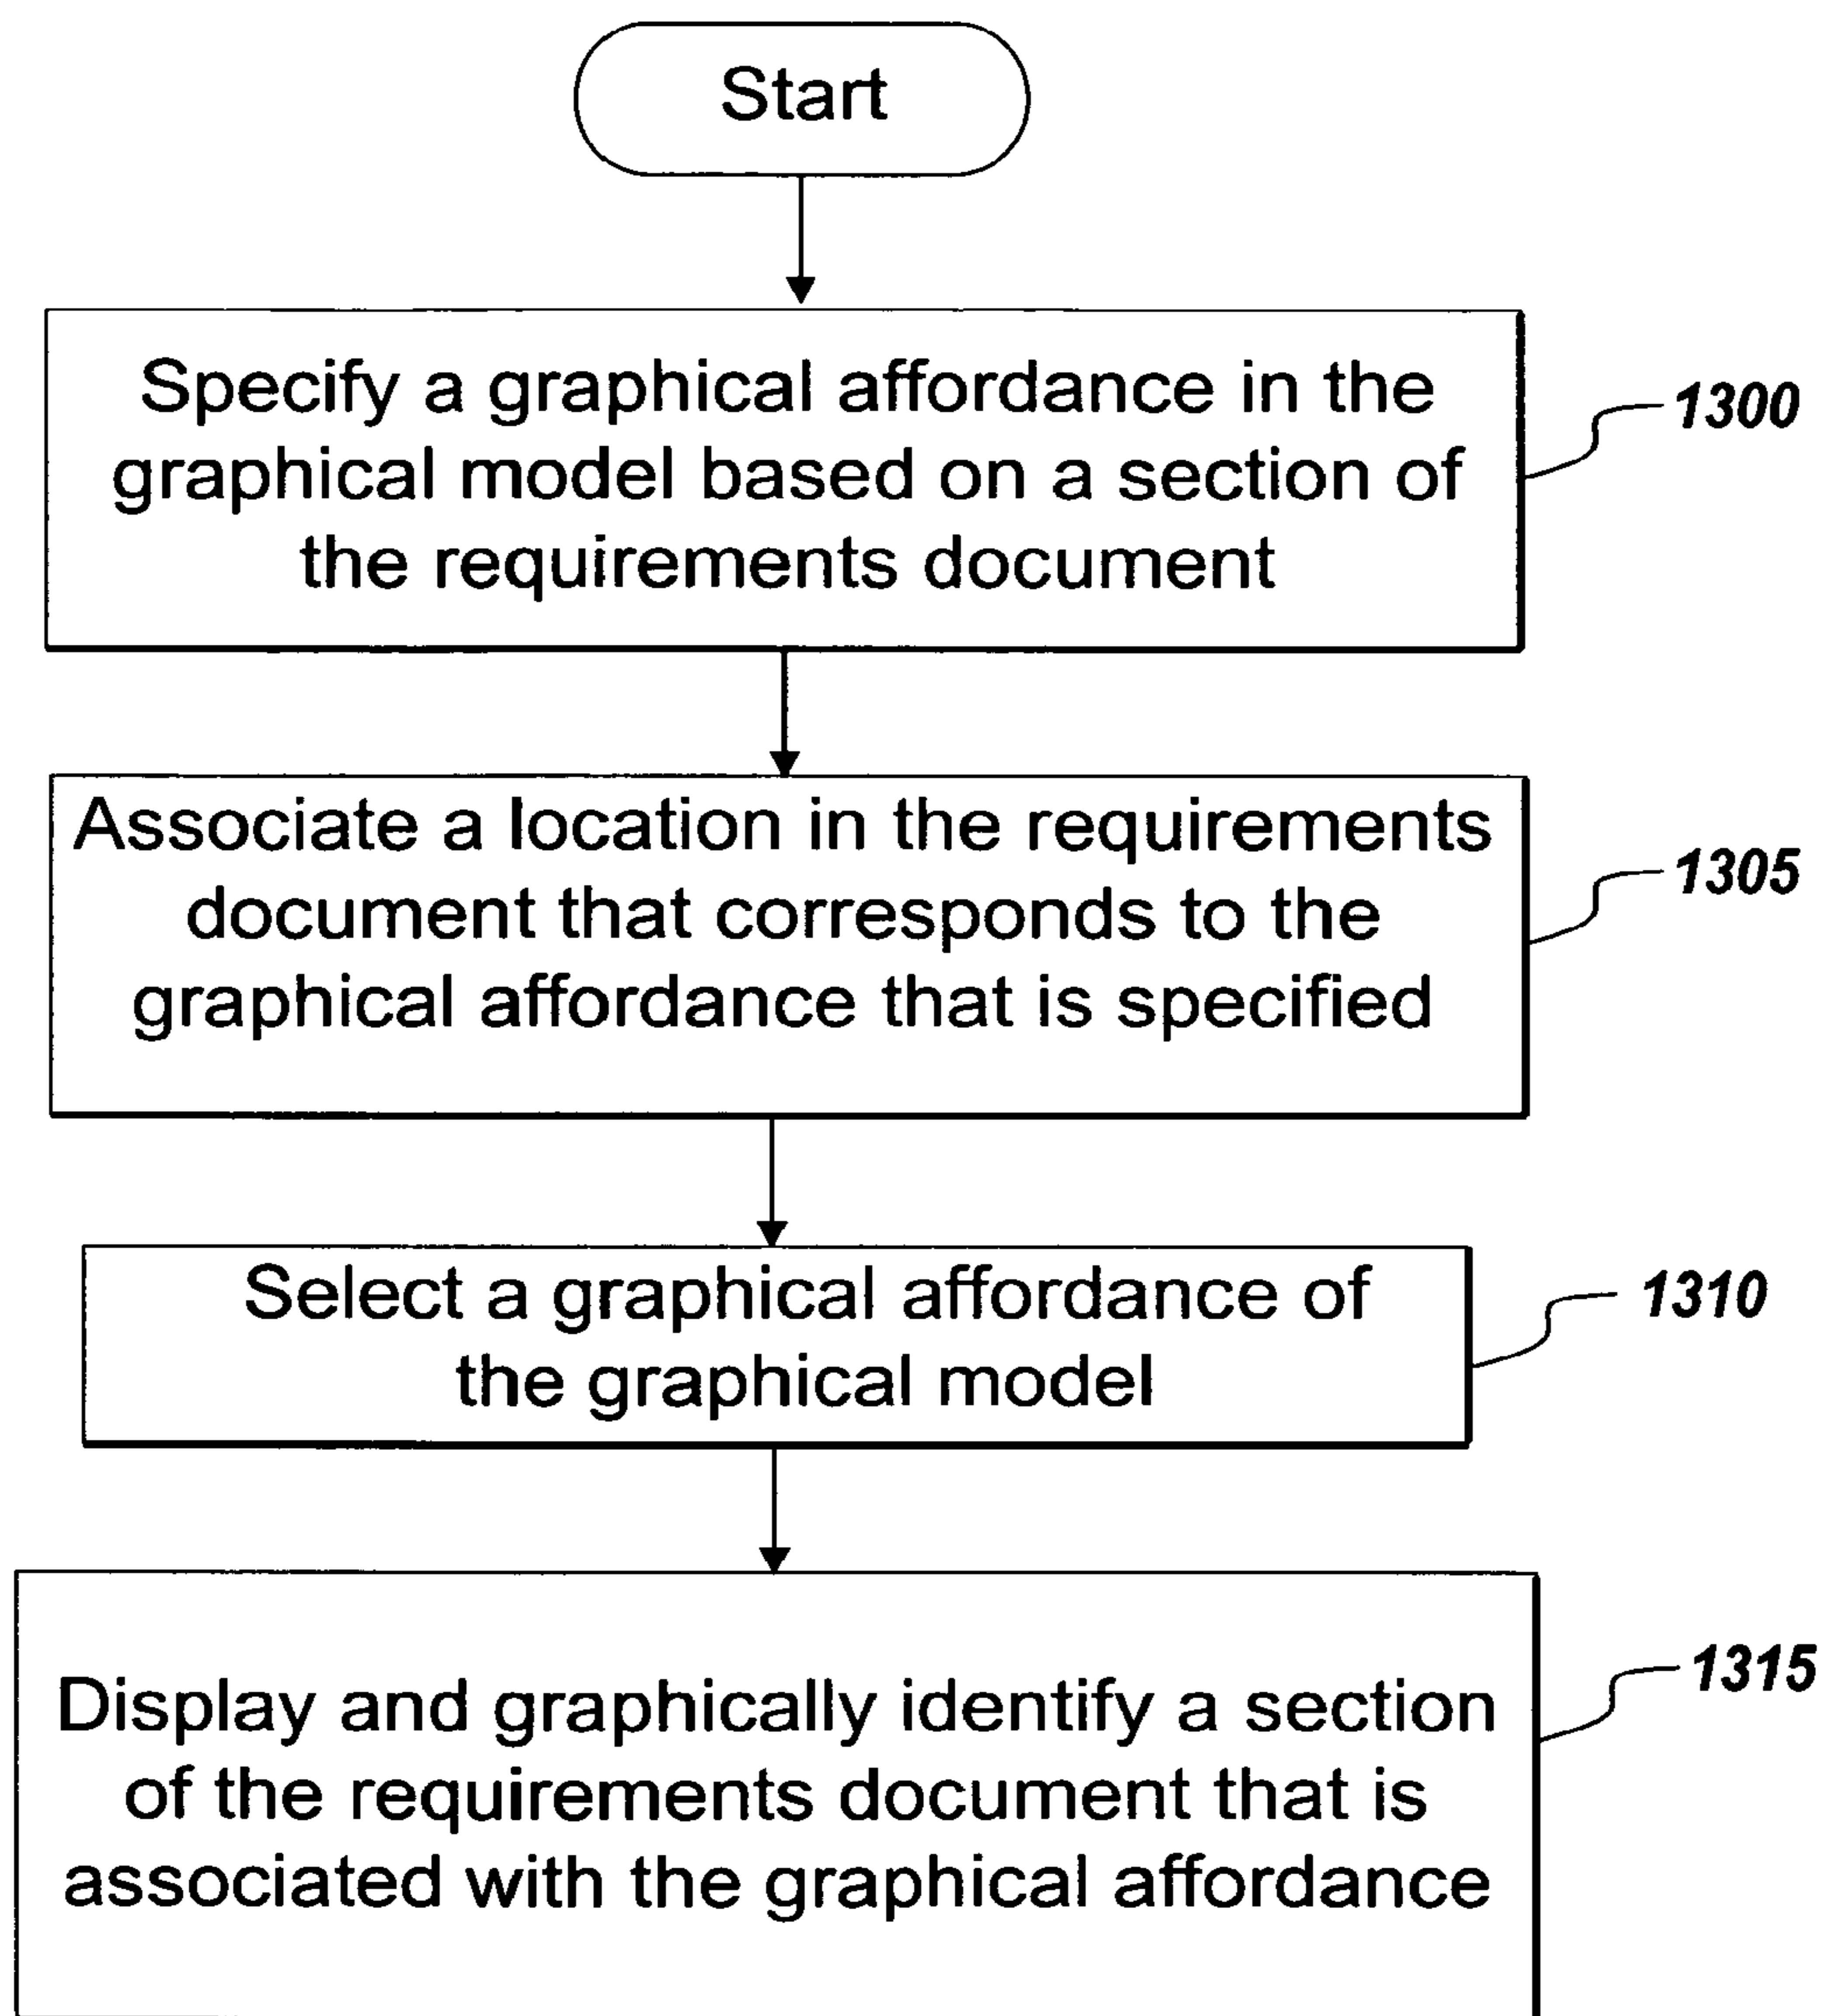 Start
Specify a graphical affordance in the
graphical model based on a section of
the requirements document
1300
Associate a location in the requirements
document that corresponds to the
graphical affordance that is specified
1305
Select a graphical affordance of
the graphical model
1310
Display and graphically identify a section
of the requirements document that is
associated with the graphical affordance
1315